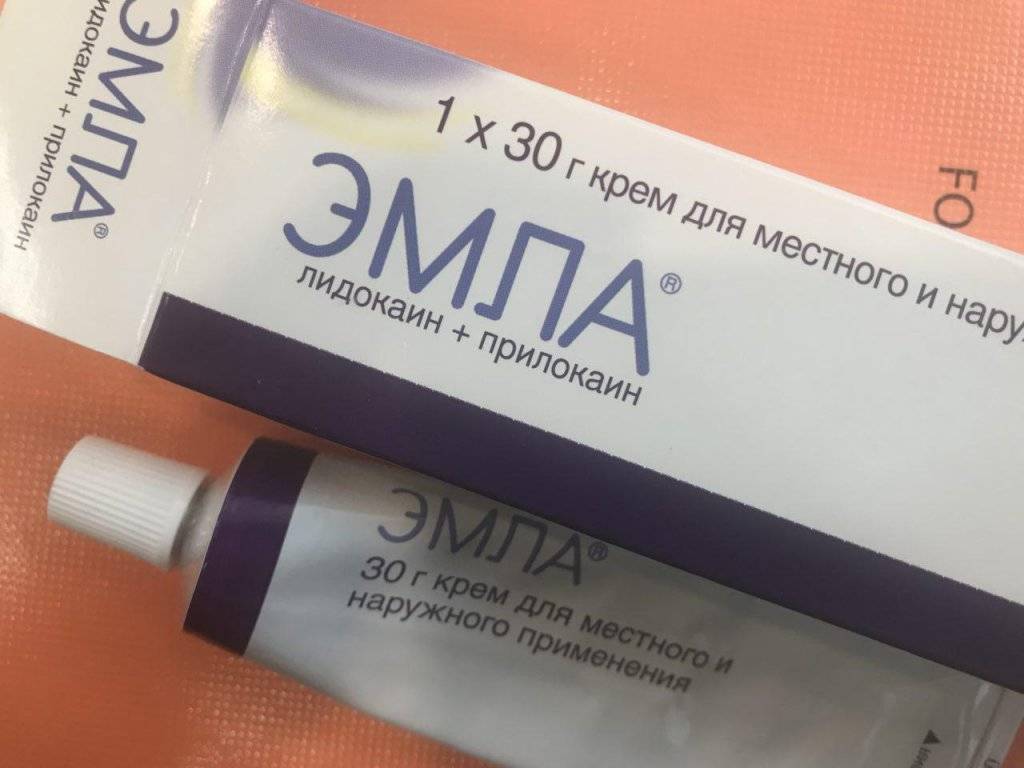 ЭМЛА®
лидокаин + прилокаин
1 x 30 г крем для местного и
ЭМЛА®
лидокаин + прилокаин
FO
ЭМЛА®
30 г крем для местного и
наружного применения